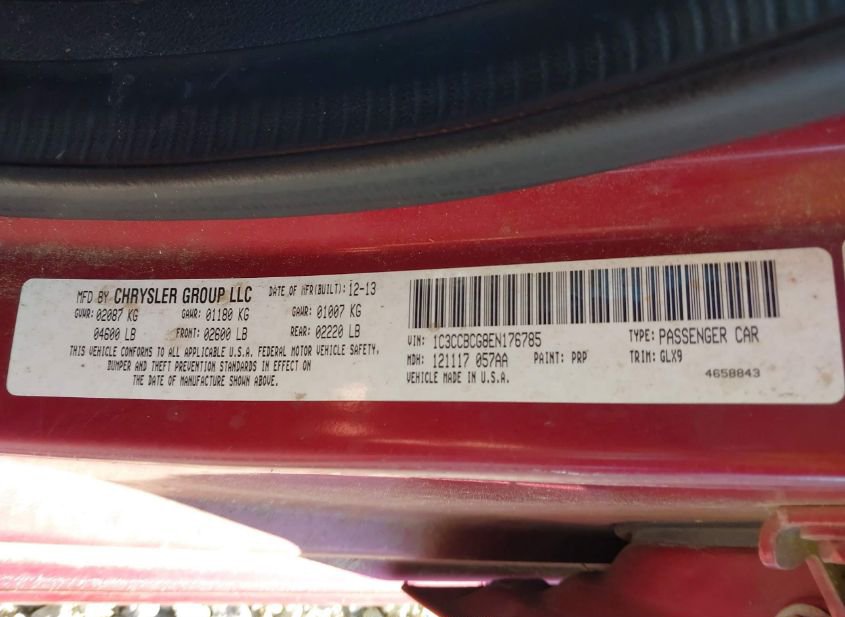 MFD BY CHRYSLER GROUP LLC DATE OF MFR(BUILT): 12-13
GVWR: 02087 KG GAWR: 01180 KG GAWR: 01007 KG
04600 LB FRONT: 02600 LB REAR: 02220 LB
THIS VEHICLE CONFORMS TO ALL APPLICABLE U.S.A. FEDERAL MOTOR VEHICLE SAFETY,
BUMPER AND THEFT PREVENTION STANDARDS IN EFFECT ON
THE DATE OF MANUFACTURE SHOWN ABOVE.
VIN: 1C3CCBCG8EN176785 TYPE: PASSENGER CAR
MDH: 121117 057AA PAINT: PRP TRIM: GLX9
VEHICLE MADE IN U.S.A. 4658843